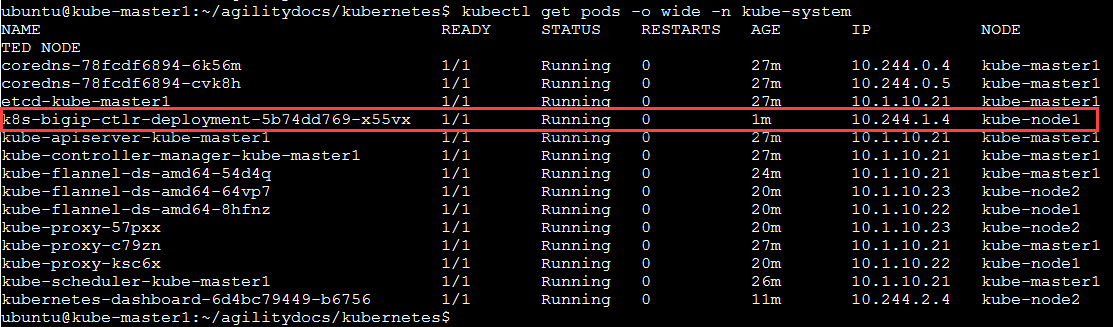 ubuntu@kube-master1:~/agilitydocs/kubernetes$ kubectl get pods -o wide -n kube-system
NAME READY STATUS RESTARTS AGE IP NODE
TED NODE
coredns-78fcdf6894-6k56m 1/1 Running 0 27m 10.244.0.4 kube-master1
coredns-78fcdf6894-cvk8h 1/1 Running 0 27m 10.244.0.5 kube-master1
etcd-kube-master1 1/1 Running 0 27m 10.1.10.21 kube-master1
k8s-bigip-ctlr-deployment-5b74dd769-x55vx 1/1 Running 0 1m 10.244.1.4 kube-node1
kube-apiserver-kube-master1 1/1 Running 0 27m 10.1.10.21 kube-master1
kube-controller-manager-kube-master1 1/1 Running 0 27m 10.1.10.21 kube-master1
kube-flannel-ds-amd64-54d4q 1/1 Running 0 24m 10.1.10.21 kube-master1
kube-flannel-ds-amd64-64vp7 1/1 Running 0 20m 10.1.10.23 kube-node2
kube-flannel-ds-amd64-8hfnz 1/1 Running 0 20m 10.1.10.22 kube-node1
kube-proxy-57pxx 1/1 Running 0 20m 10.1.10.23 kube-node2
kube-proxy-c79zn 1/1 Running 0 27m 10.1.10.21 kube-master1
kube-proxy-ksc6x 1/1 Running 0 20m 10.1.10.22 kube-node1
kube-scheduler-kube-master1 1/1 Running 0 26m 10.1.10.21 kube-master1
kubernetes-dashboard-6d4bc79449-b6756 1/1 Running 0 11m 10.244.2.4 kube-node2
ubuntu@kube-master1:~/agilitydocs/kubernetes$